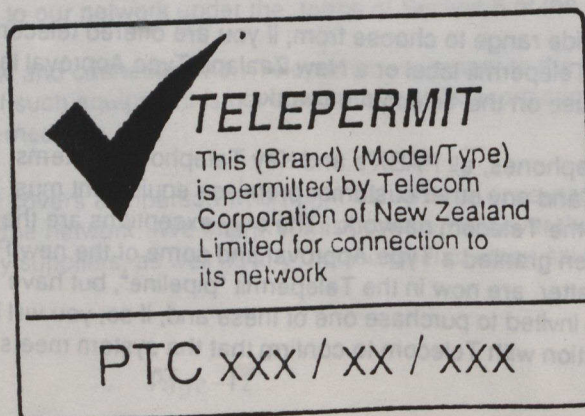 TELEPERMIT
This (Brand) (Model/Type)
is permitted by Telecom
Corporation of New Zealand
Limited for connection to
its network
PTC XXX / XX / XXX